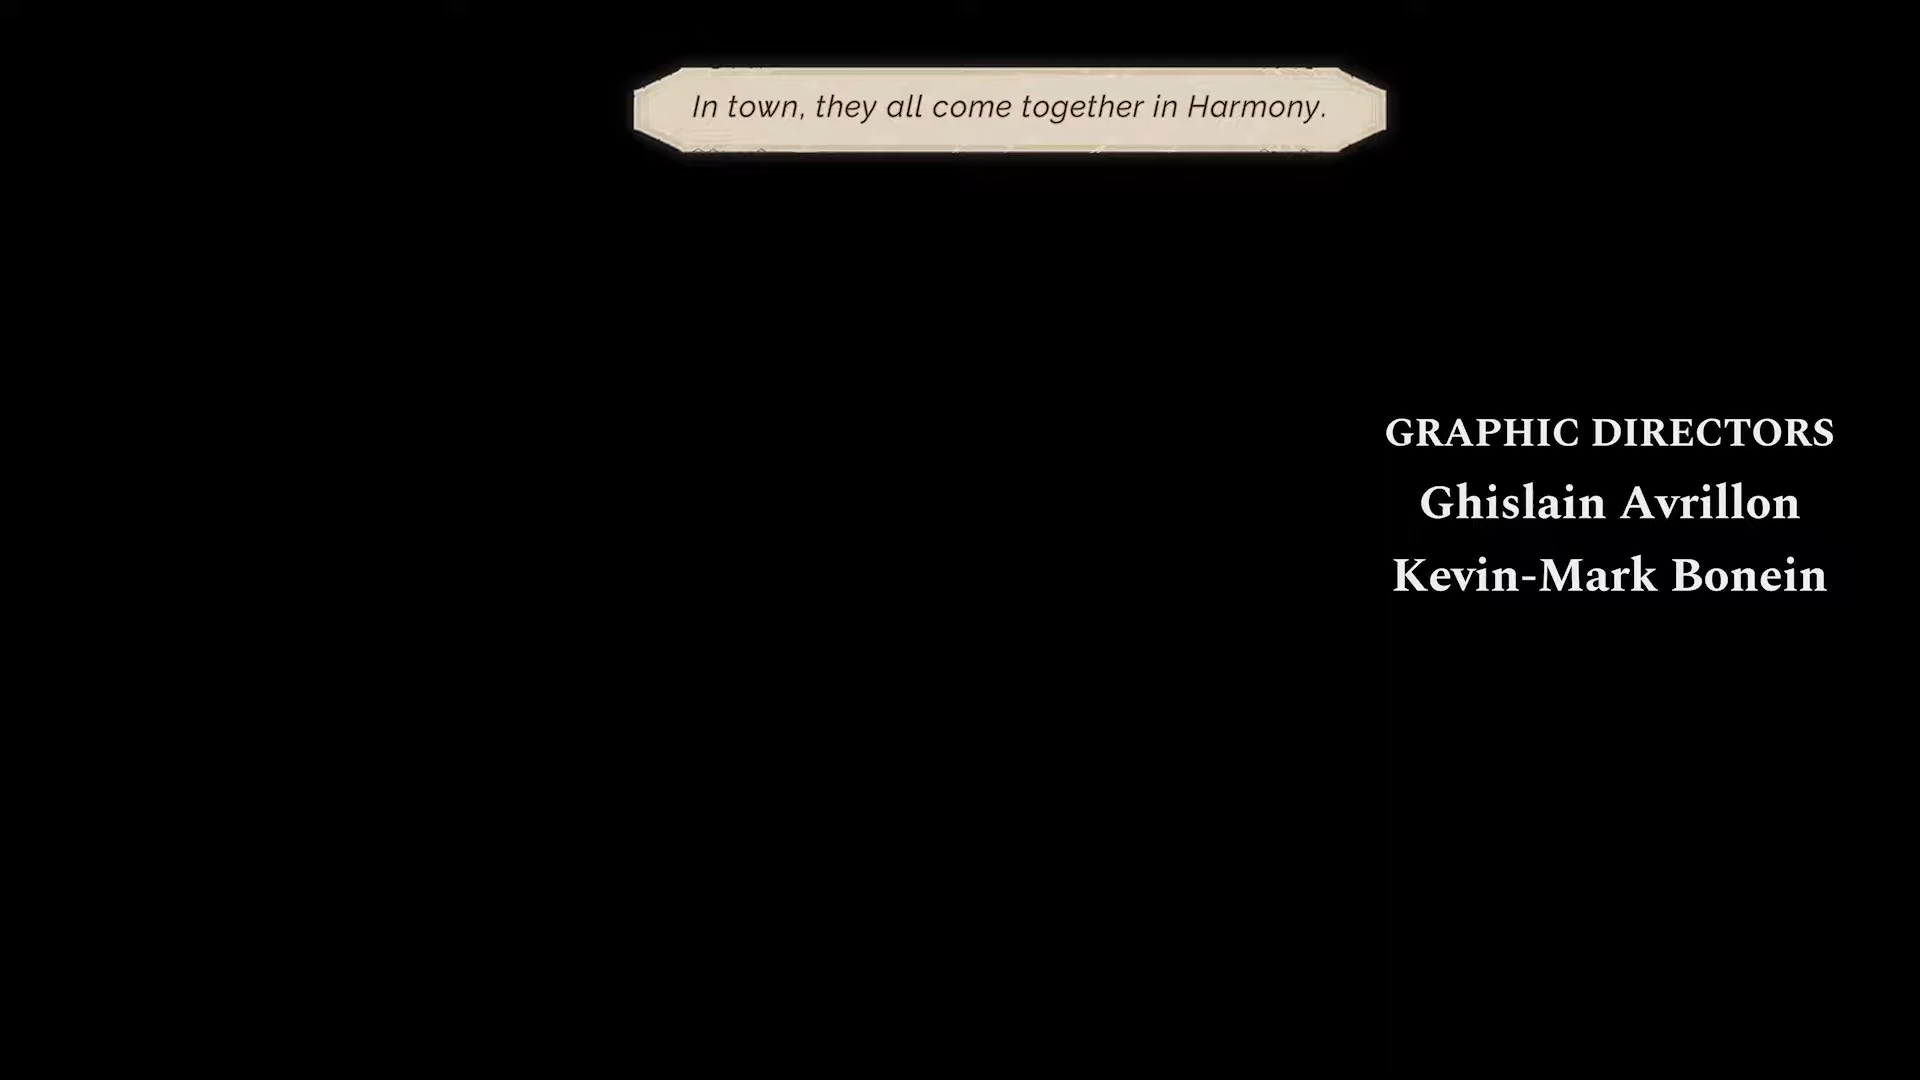 In town, they all come together in Harmony.
GRAPHIC DIRECTORS
Ghislain Avrillon
Kevin-Mark Bonein